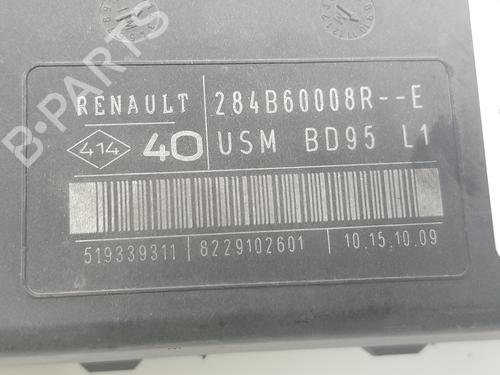 RENAULT 284B60008R--E
414 40 USM BD95 L1
519339311 8229102601 10.15.10.09
B-PARTS